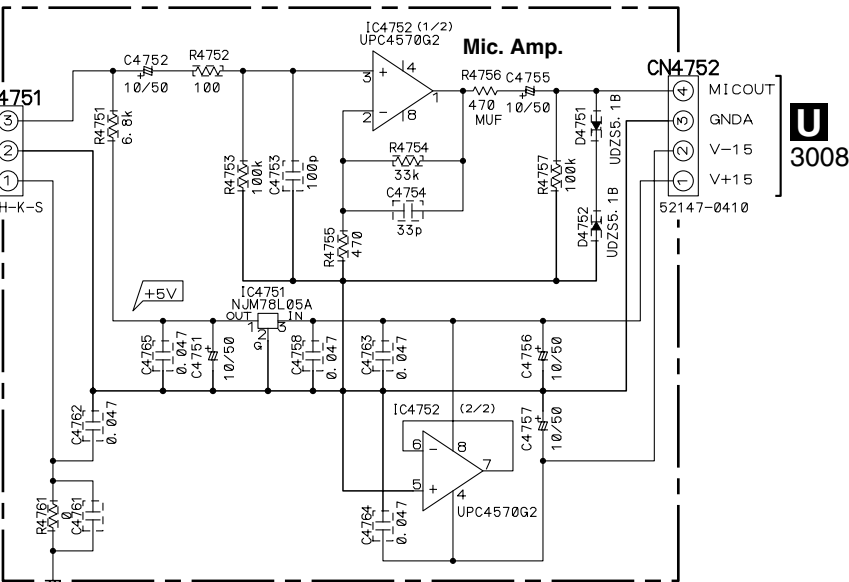 IC4752 (1/2)
UPC4570G2
Mic. Amp.
C4752
10/50
R4752
100
3
+
4
2
-
8
1
R4756
470
MUF
C4755
10/50
CN4752
4 MICOUT
3 GNDA
2 V-15
1 V+15
52147-0410
U
3008
4751
3
2
1
H-K-S
R4751
6.8k
R4753
100k
C4753
100p
R4754
33k
C4754
33p
R4755
470
R4757
100k
D4751
UDZS5.1B
D4752
UDZS5.1B
+5V
IC4751
NJM78L05A
OUT
IN
1
2
3
G
C4765
0.047
C4751
10/50
C4758
0.047
C4763
0.047
C4756
10/50
C4757
10/50
C4762
0.047
R4761
0
C4761
IC4752 (2/2)
6
-
8
7
5
+
4
UPC4570G2
C4764
0.047